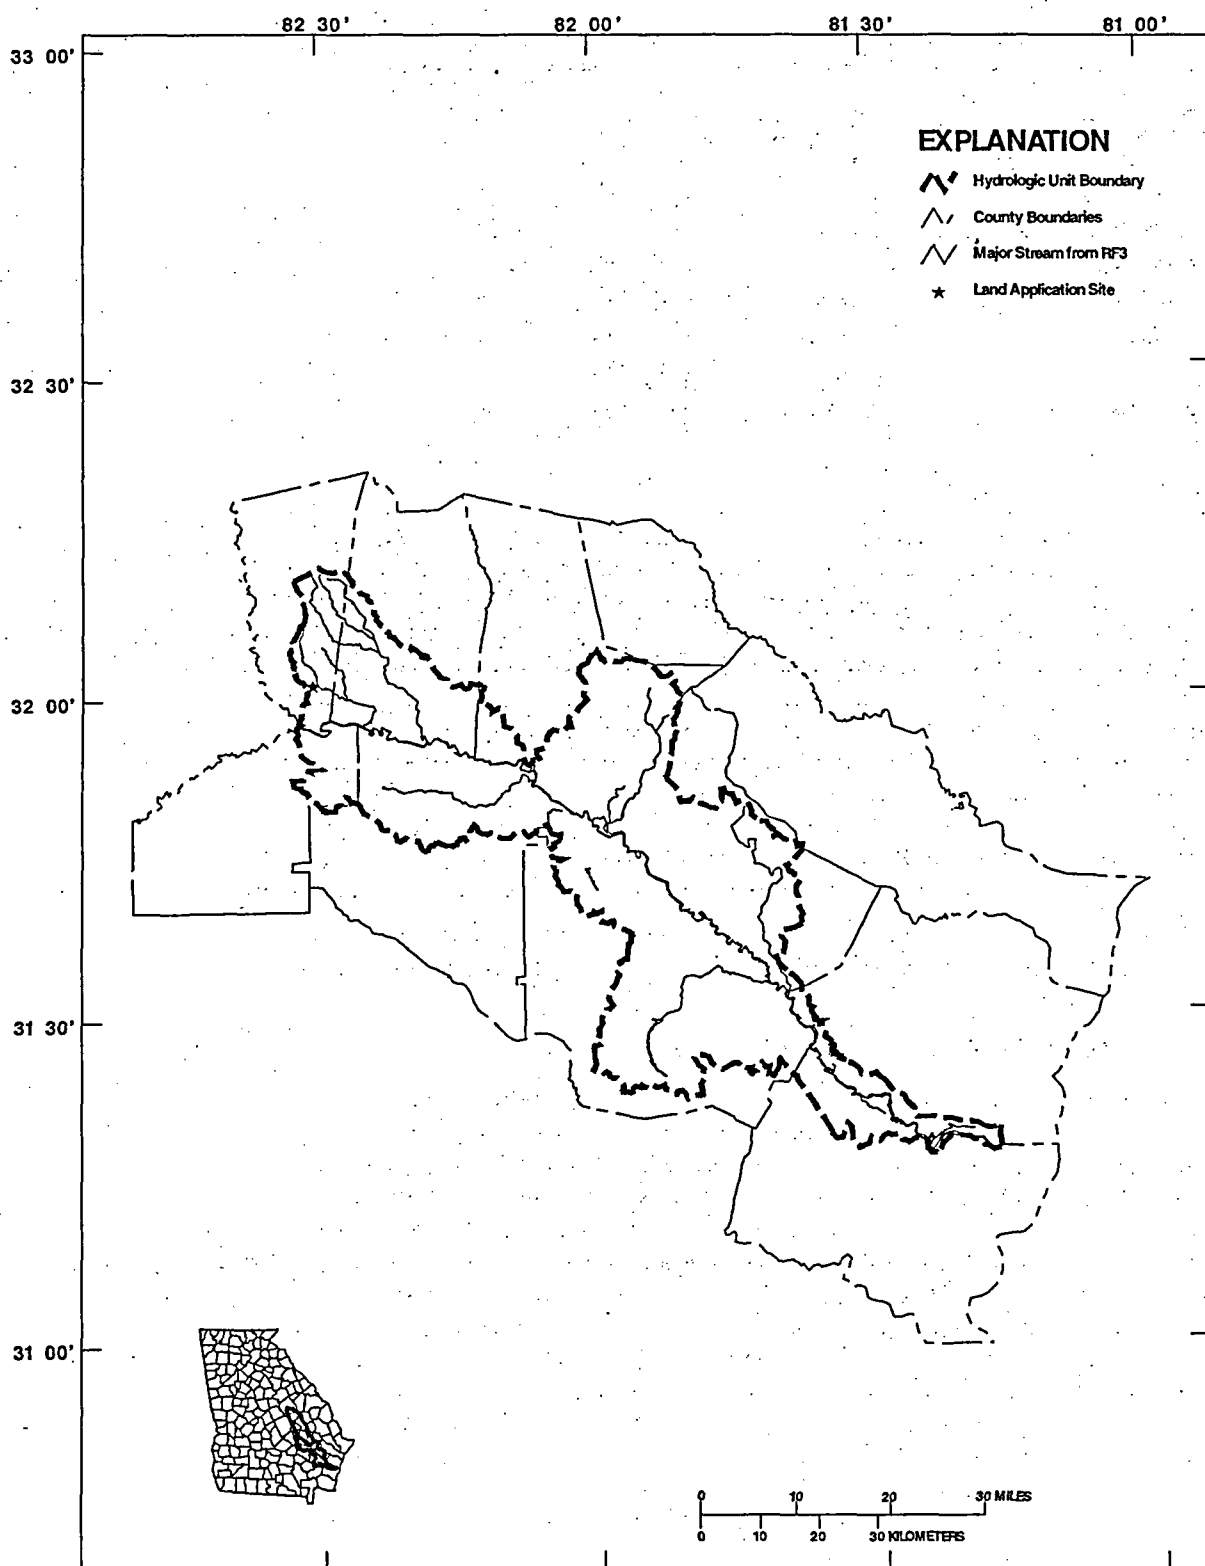 82 30' 82 00' 81 30' 81 00'
33 00'
EXPLANATION
Hydrologic Unit Boundary
County Boundaries
Major Stream from RF3
Land Application Site
32 30'
32 00'
31 30'
31 00'
0 10 20 30 MILES
0 10 20 30 KILOMETERS